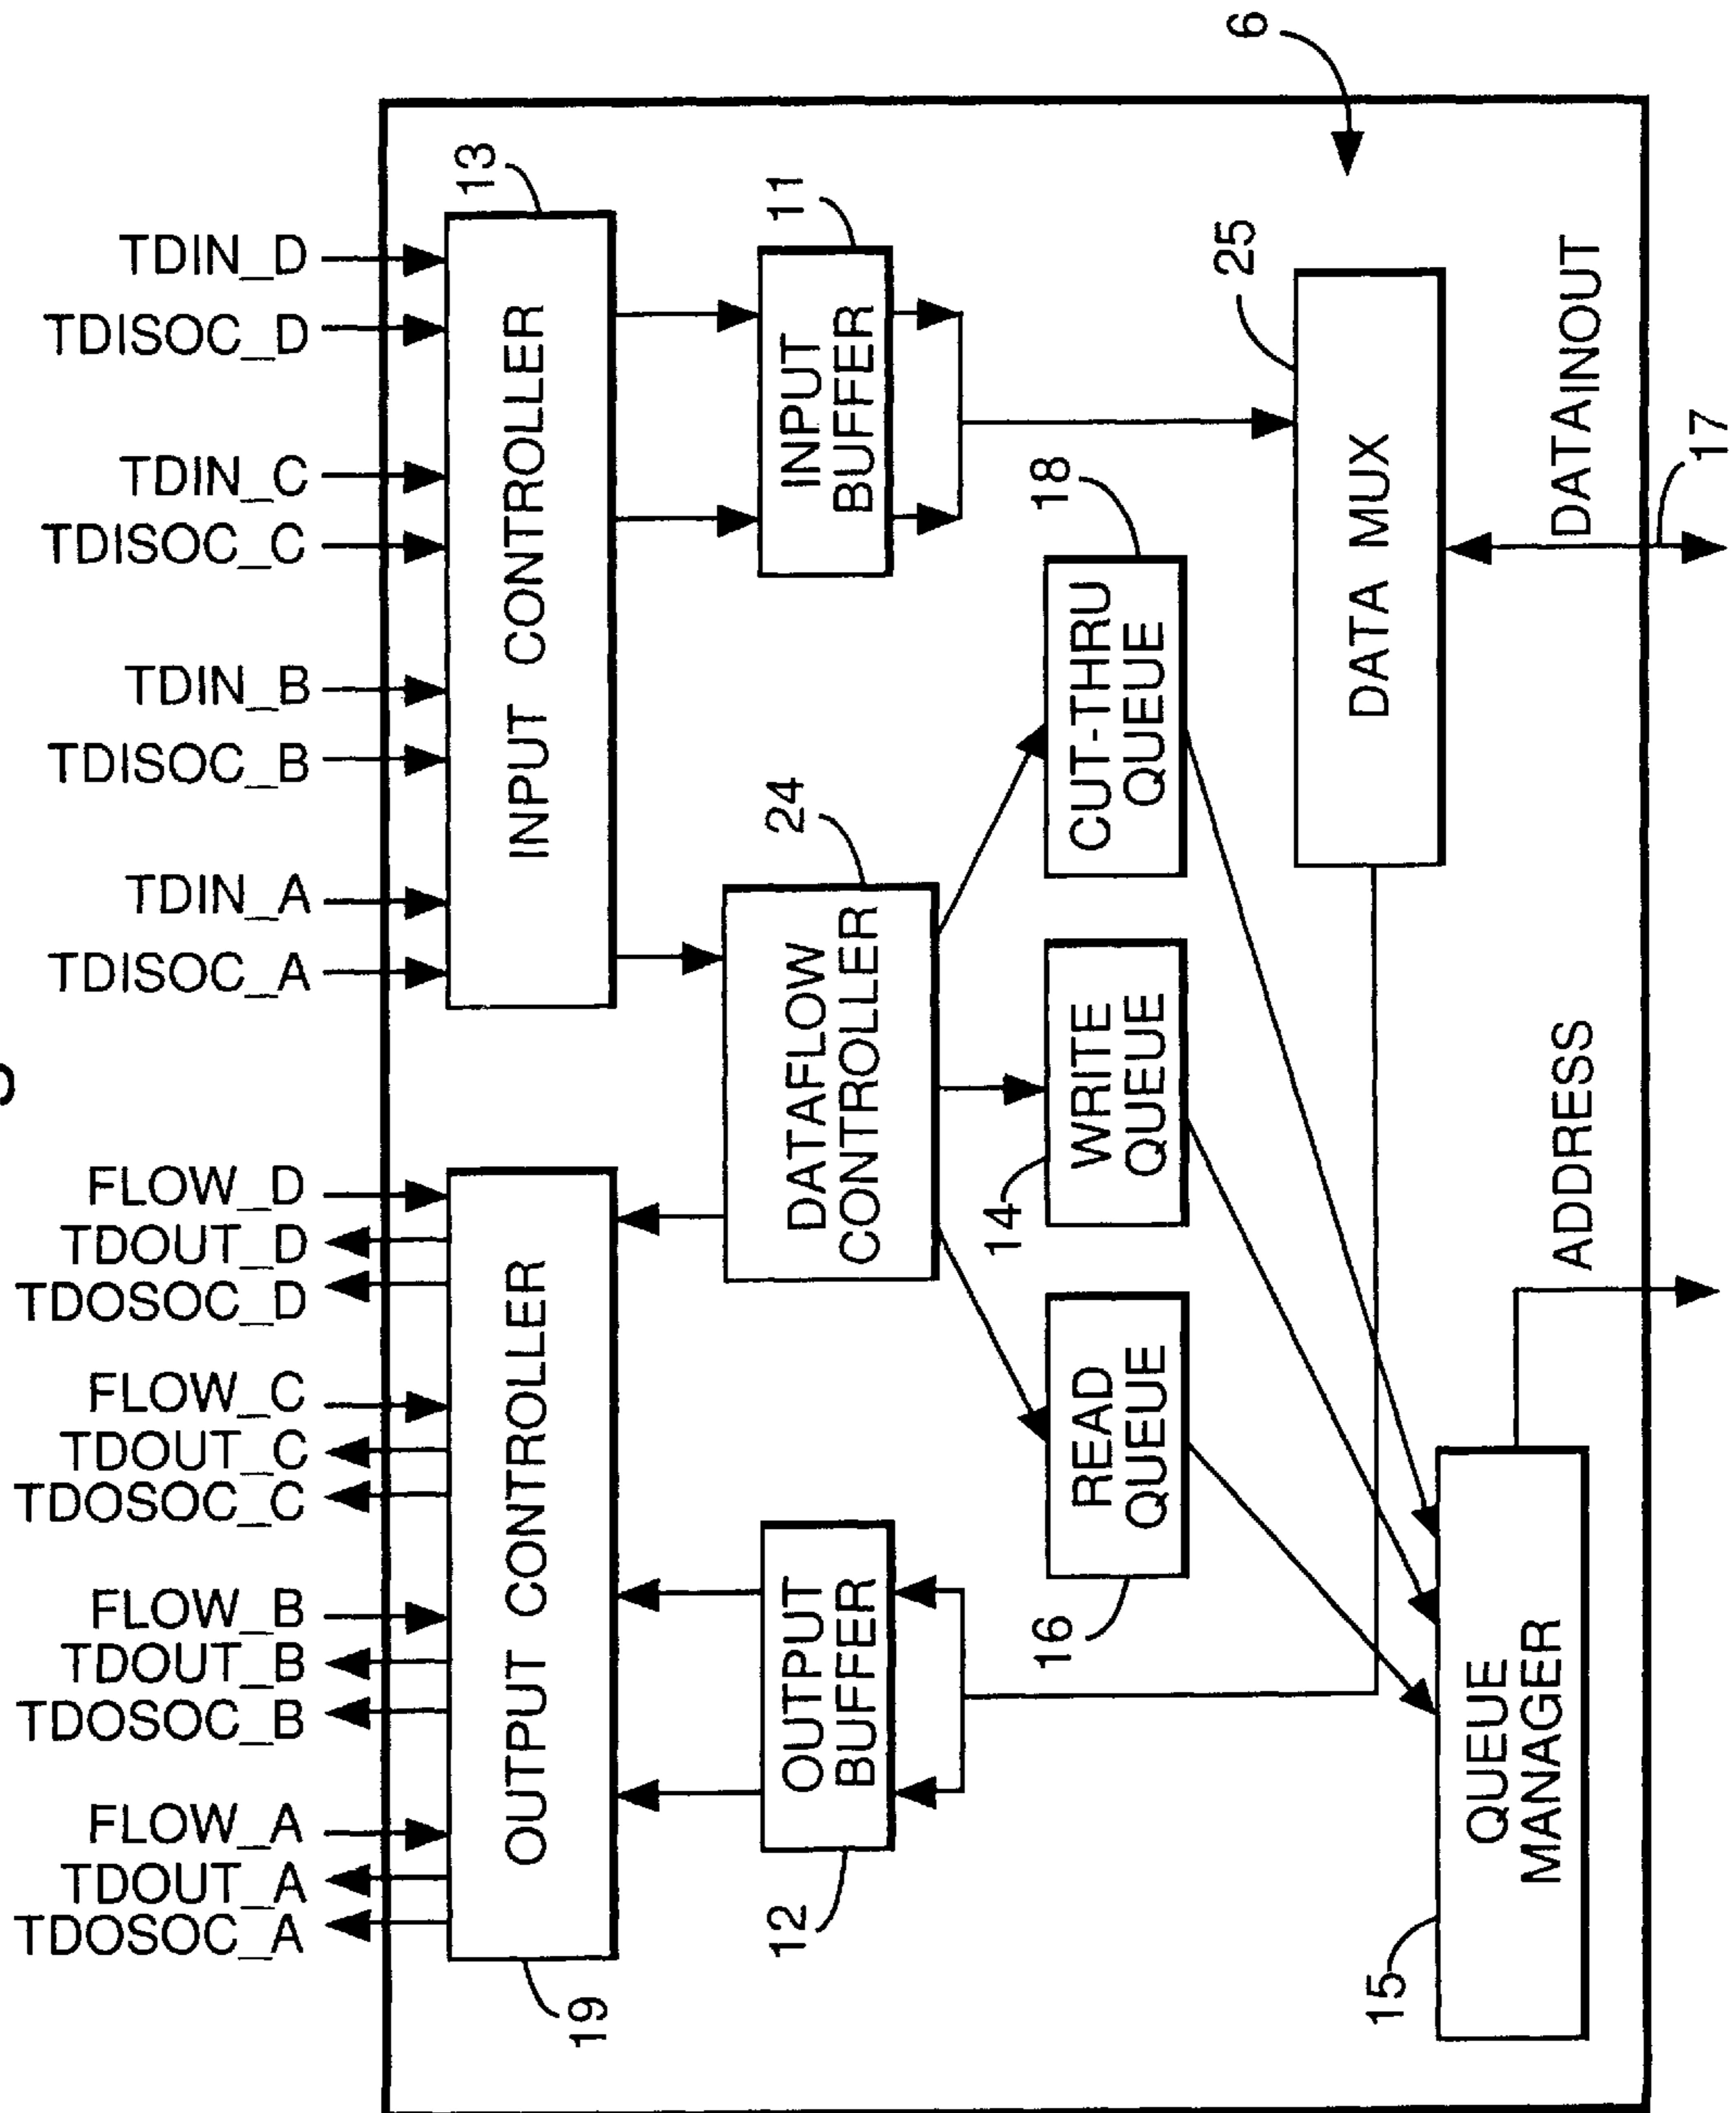 TDOSOC_A
TDOUT_A
FLOW_A
TDOSOC_B
TDOUT_B
FLOW_B
TDOSOC_C
TDOUT_C
FLOW_C
TDOSOC_D
TDOUT_D
FLOW_D
TDISOC_A
TDIN_A
TDISOC_B
TDIN_B
TDISOC_C
TDIN_C
TDISOC_D
TDIN_D
19
OUTPUT CONTROLLER
INPUT CONTROLLER
13
12
OUTPUT
BUFFER
DATAFLOW
CONTROLLER
24
INPUT
BUFFER
11
16
READ
QUEUE
14
WRITE
QUEUE
CUT-THRU
QUEUE
18
6
15
QUEUE
MANAGER
DATA MUX
25
ADDRESS
DATAINOUT
17